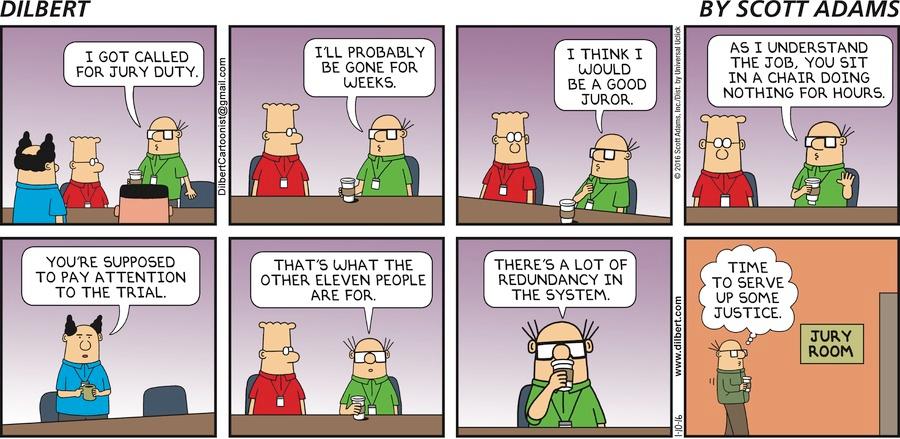 DILBERT
BY SCOTT ADAMS
I GOT CALLED
FOR JURY DUTY.
DilbertCartoonist@gmail.com
I'LL PROBABLY
BE GONE FOR
WEEKS.
I THINK I
WOULD
BE A GOOD
JUROR.
© 2016 Scott Adams, Inc./Dist. by Universal Uclick
AS I UNDERSTAND
THE JOB, YOU SIT
IN A CHAIR DOING
NOTHING FOR HOURS.
YOU'RE SUPPOSED
TO PAY ATTENTION
TO THE TRIAL.
THAT'S WHAT THE
OTHER ELEVEN PEOPLE
ARE FOR.
THERE'S A LOT OF
REDUNDANCY IN
THE SYSTEM.
1-10-16 www.dilbert.com
TIME
TO SERVE
UP SOME
JUSTICE.
JURY
ROOM